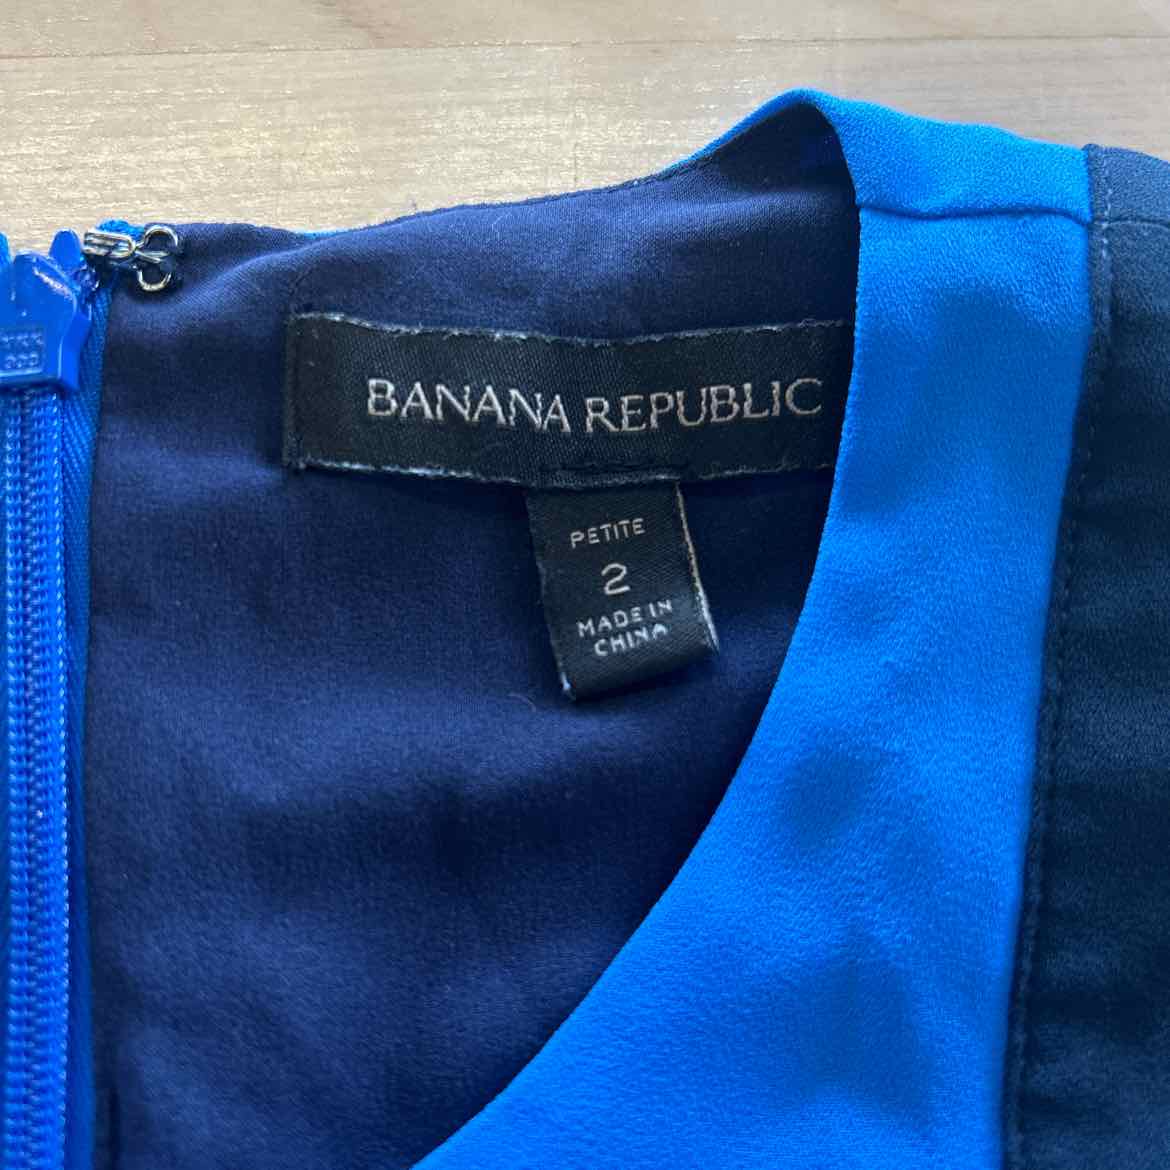 BANANA REPUBLIC
PETITE
2
MADE IN
CHINA